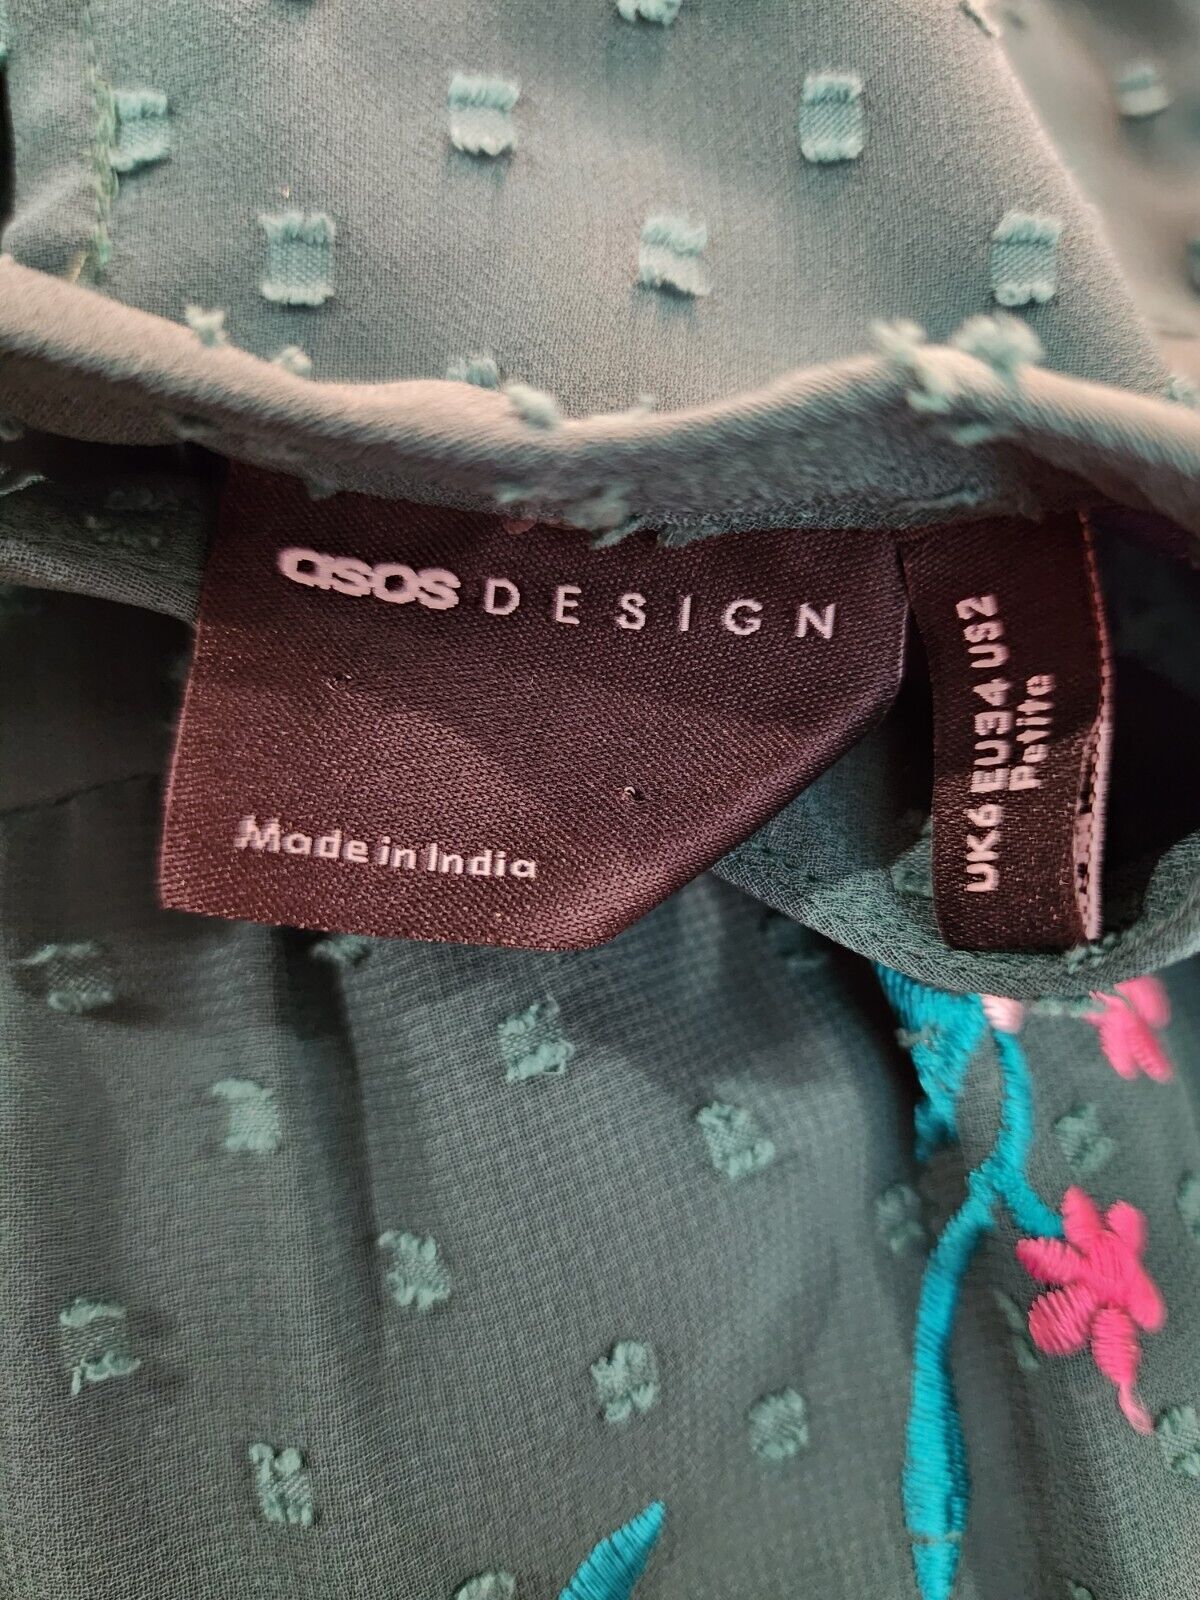 asos DESIGN
Made in India
UK6 EU34 US2
Petite